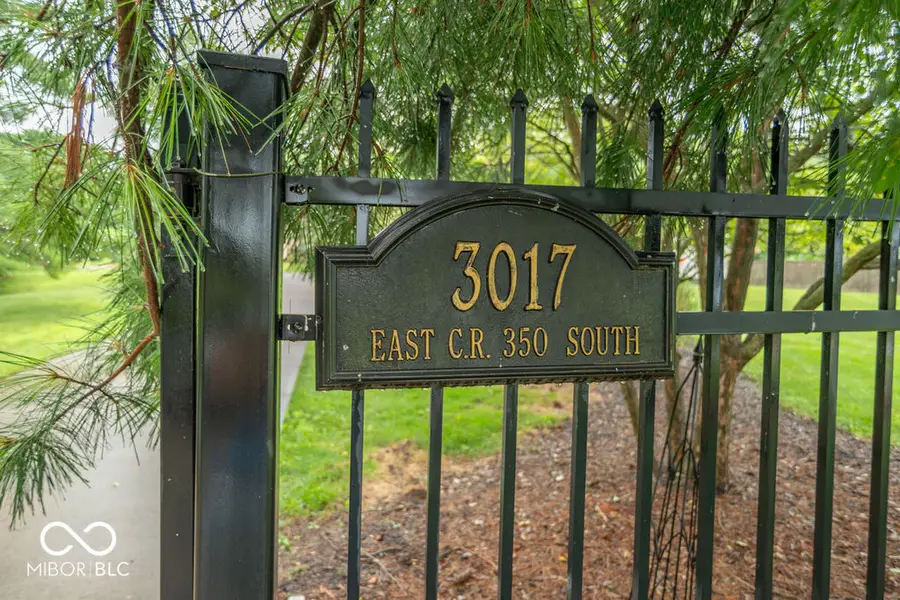 3017
EAST C.R. 350 SOUTH
MIBOR BLC